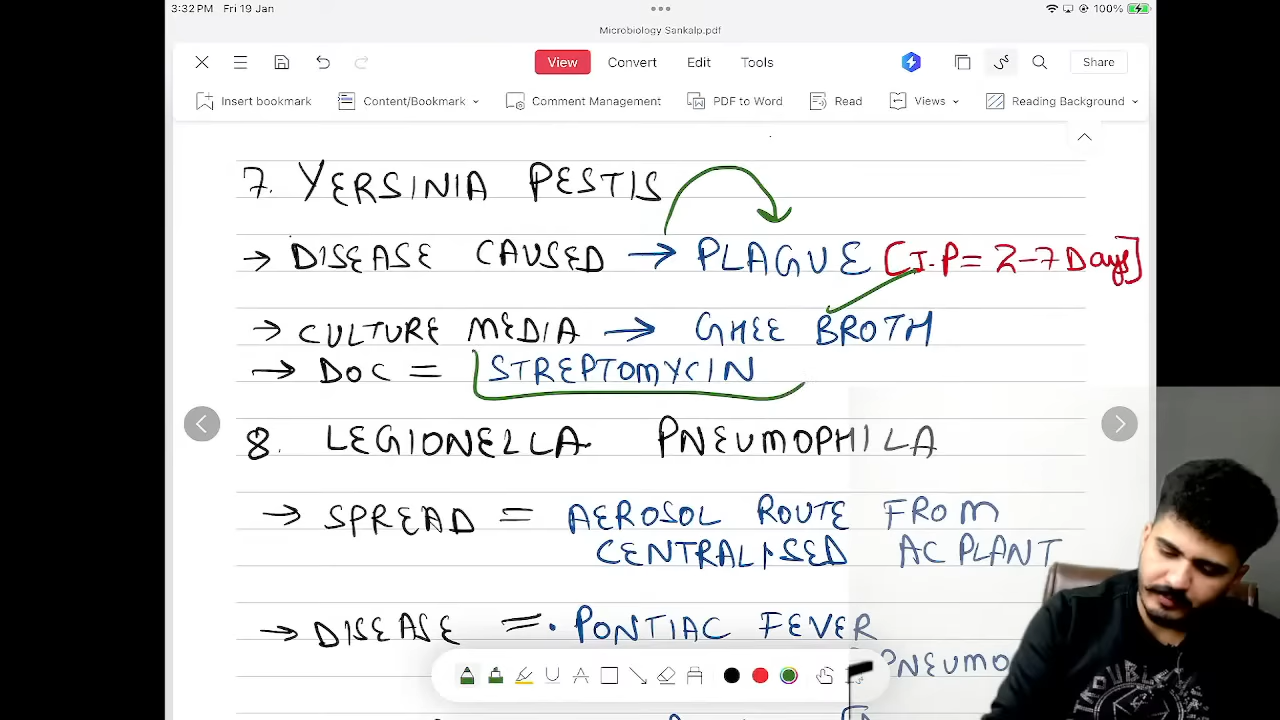 3:32 PM Fri 19 Jan
100%
Microbiology Sankalp.pdf
View Convert Edit Tools Share
Insert bookmark Content/Bookmark Comment Management PDF to Word Read Views Reading Background
7. YERSINIA PESTIS
→ DISEASE CAUSED → PLAGUE [I.P = 2-7 Days]
→ CULTURE MEDIA → GHEE BROTH
→ DOC = STREPTOMYCIN
8. LEGIONELLA PNEUMOPHILA
→ SPREAD = AEROSOL ROUTE FROM
CENTRALISED AC PLANT
→ DISEASE = • PONTIAC FEVER
PNEUMO